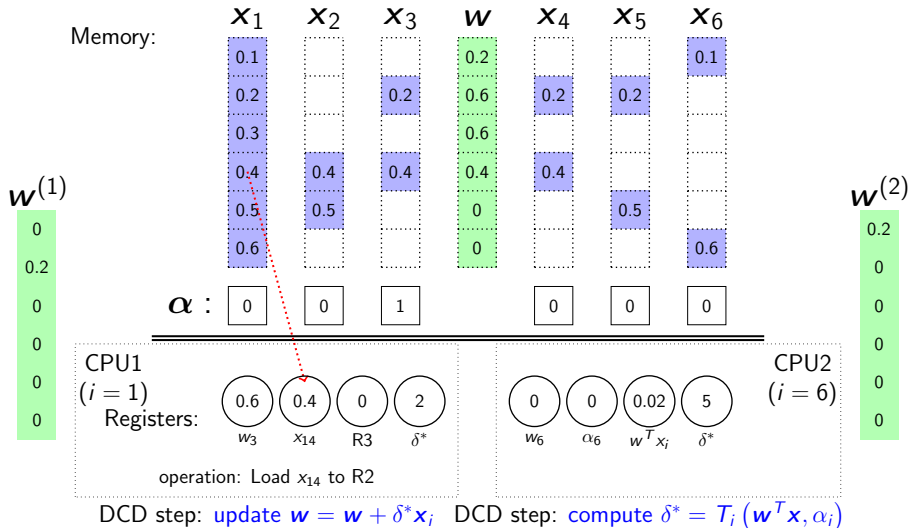 x₁ x₂ x₃ w x₄ x₅ x₆
Memory:
0.1 0.2 0.1
0.2 0.2 0.6 0.2 0.2
0.3 0.6
0.4 0.4 0.4 0.4 0.4
0.5 0.5 0 0.5
0.6 0 0.6
w⁽¹⁾
0
0.2
0
0
0
0
w⁽²⁾
0.2
0
0
0
0
0
α : 0 0 1 0 0 0
CPU1
(i = 1)
Registers: 0.6 0.4 0 2
w₃ x₁₄ R3 δ*
operation: Load x₁₄ to R2
CPU2
(i = 6)
0 0 0.02 5
w₆ α₆ wᵀxᵢ δ*
DCD step: update w = w + δ*xᵢ DCD step: compute δ* = Tᵢ (wᵀx, αᵢ)